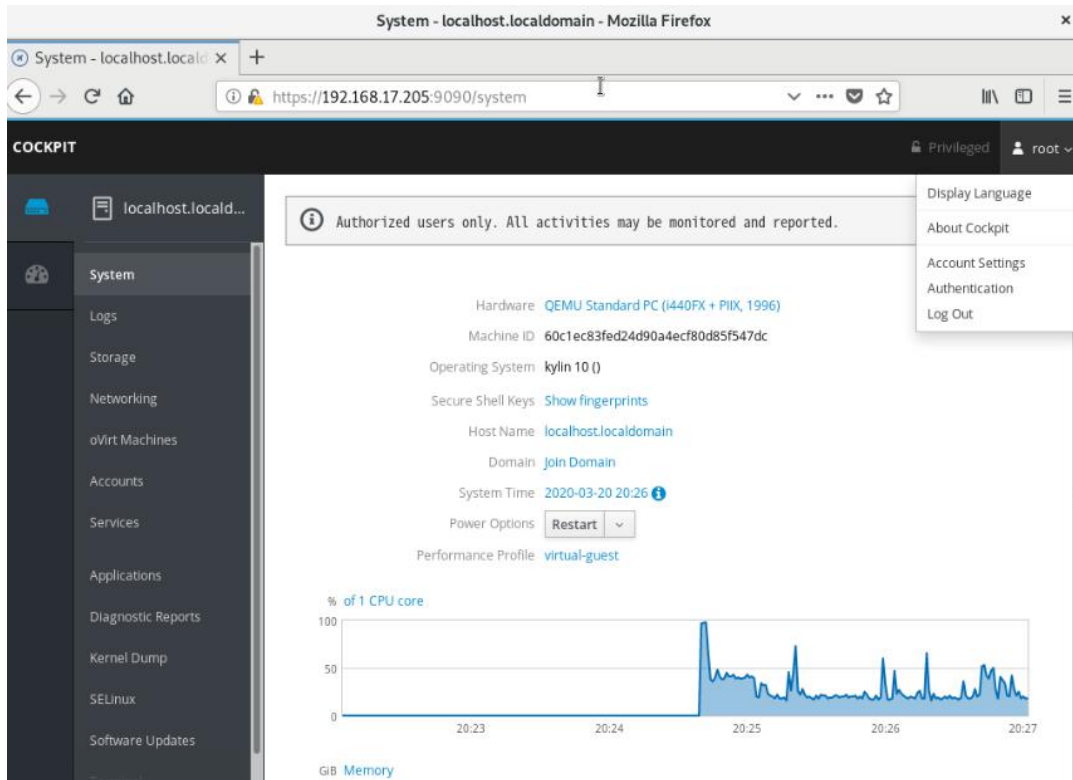 System - localhost.localdomain - Mozilla Firefox
System - localhost.locald
https://192.168.17.205:9090/system
COCKPIT
Privileged
root
Display Language
About Cockpit
Account Settings
Authentication
Log Out
localhost.locald...
System
Logs
Storage
Networking
oVirt Machines
Accounts
Services
Applications
Diagnostic Reports
Kernel Dump
SELinux
Software Updates
Authorized users only. All activities may be monitored and reported.
Hardware QEMU Standard PC (i440FX + PIIX, 1996)
Machine ID 60c1ec83fed24d90a4ecf80d85f547dc
Operating System kylin 10 ()
Secure Shell Keys Show fingerprints
Host Name localhost.localdomain
Domain Join Domain
System Time 2020-03-20 20:26
Power Options Restart
Performance Profile virtual-guest
% of 1 CPU core
100
50
0
20:23 20:24 20:25 20:26 20:27
GiB Memory